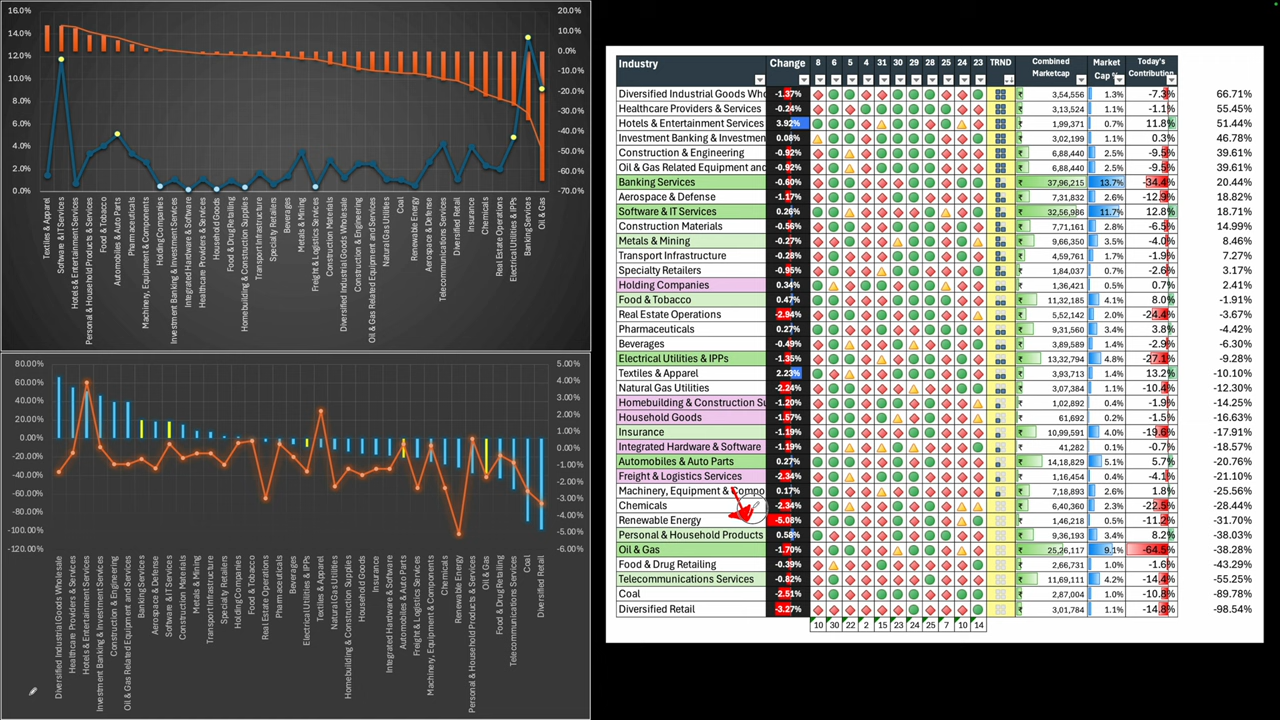 16.0%
14.0%
12.0%
10.0%
8.0%
6.0%
4.0%
2.0%
0.0%
20.0%
10.0%
0.0%
-10.0%
-20.0%
-30.0%
-40.0%
-50.0%
-60.0%
-70.0%
Textiles & Apparel
Software & IT Services
Hotels & Entertainment Services
Personal & Household Products & Services
Food & Tobacco
Automobiles & Auto Parts
Pharmaceuticals
Machinery, Equipment & Components
Holding Companies
Investment Banking & Investment Services
Integrated Hardware & Software
Healthcare Providers & Services
Household Goods
Food & Drug Retailing
Homebuilding & Construction Supplies
Transport Infrastructure
Specialty Retailers
Beverages
Metals & Mining
Freight & Logistics Services
Construction Materials
Diversified Industrial Goods Wholesale
Construction & Engineering
Oil & Gas Related Equipment and Services
Natural Gas Utilities
Coal
Renewable Energy
Aerospace & Defense
Telecommunications Services
Diversified Retail
Insurance
Chemicals
Real Estate Operations
Electrical Utilities & IPPs
Banking Services
Oil & Gas
80.00%
60.00%
40.00%
20.00%
0.00%
-20.00%
-40.00%
-60.00%
-80.00%
-100.00%
-120.00%
5.00%
4.00%
3.00%
2.00%
1.00%
0.00%
-1.00%
-2.00%
-3.00%
-4.00%
-5.00%
-6.00%
Diversified Industrial Goods Wholesale
Healthcare Providers & Services
Hotels & Entertainment Services
Investment Banking & Investment Services
Construction & Engineering
Oil & Gas Related Equipment and Services
Banking Services
Aerospace & Defense
Software & IT Services
Construction Materials
Metals & Mining
Transport Infrastructure
Specialty Retailers
Holding Companies
Food & Tobacco
Real Estate Operations
Pharmaceuticals
Beverages
Electrical Utilities & IPPs
Textiles & Apparel
Natural Gas Utilities
Homebuilding & Construction Supplies
Household Goods
Insurance
Integrated Hardware & Software
Automobiles & Auto Parts
Freight & Logistics Services
Machinery, Equipment & Components
Chemicals
Renewable Energy
Personal & Household Products & Services
Oil & Gas
Food & Drug Retailing
Telecommunications Services
Coal
Diversified Retail
Industry Change 8 6 5 4 31 30 29 28 25 24 23 TRND Combined Marketcap Market Cap % Today's Contribution
Diversified Industrial Goods Who -1.37% ₹ 3,54,556 1.3% -7.3% 66.71%
Healthcare Providers & Services -0.24% ₹ 3,13,524 1.1% -1.1% 55.45%
Hotels & Entertainment Services 3.92% ₹ 1,99,371 0.7% 11.8% 51.44%
Investment Banking & Investmen 0.08% ₹ 3,02,199 1.1% 0.3% 46.78%
Construction & Engineering -0.92% ₹ 6,88,440 2.5% -9.5% 39.61%
Oil & Gas Related Equipment and -0.92% ₹ 6,88,440 2.5% -9.5% 39.61%
Banking Services -0.60% ₹ 37,96,215 13.7% -34.4% 20.44%
Aerospace & Defense -1.17% ₹ 7,31,832 2.6% -12.9% 18.82%
Software & IT Services 0.26% ₹ 32,56,986 11.7% 12.8% 18.71%
Construction Materials -0.56% ₹ 7,71,161 2.8% -6.5% 14.99%
Metals & Mining -0.27% ₹ 9,66,350 3.5% -4.0% 8.46%
Transport Infrastructure -0.28% ₹ 4,59,761 1.7% -1.9% 7.27%
Specialty Retailers -0.95% ₹ 1,84,037 0.7% -2.6% 3.17%
Holding Companies 0.34% ₹ 1,36,421 0.5% 0.7% 2.41%
Food & Tobacco 0.47% ₹ 11,32,185 4.1% 8.0% -1.91%
Real Estate Operations -2.94% ₹ 5,52,142 2.0% -24.4% -3.67%
Pharmaceuticals 0.27% ₹ 9,31,560 3.4% 3.8% -4.42%
Beverages -0.49% ₹ 3,89,589 1.4% -2.9% -6.30%
Electrical Utilities & IPPs -1.35% ₹ 13,32,794 4.8% -27.1% -9.28%
Textiles & Apparel 2.23% ₹ 3,93,713 1.4% 13.2% -10.10%
Natural Gas Utilities -2.24% ₹ 3,07,384 1.1% -10.4% -12.30%
Homebuilding & Construction Su -1.20% ₹ 1,02,892 0.4% -1.9% -14.25%
Household Goods -1.57% ₹ 61,692 0.2% -1.5% -16.63%
Insurance -1.19% ₹ 10,99,591 4.0% -19.6% -17.91%
Integrated Hardware & Software -1.19% ₹ 41,282 0.1% -0.7% -18.57%
Automobiles & Auto Parts 0.27% ₹ 14,18,829 5.1% 5.7% -20.76%
Freight & Logistics Services -2.34% ₹ 1,16,454 0.4% -4.1% -21.10%
Machinery, Equipment & Compo 0.17% ₹ 7,18,893 2.6% 1.8% -25.56%
Chemicals -2.34% ₹ 6,40,360 2.3% -22.5% -28.44%
Renewable Energy -5.08% ₹ 1,46,218 0.5% -11.2% -31.70%
Personal & Household Products 0.58% ₹ 9,36,193 3.4% 8.2% -38.03%
Oil & Gas -1.70% ₹ 25,26,117 9.1% -64.5% -38.28%
Food & Drug Retailing -0.39% ₹ 2,66,731 1.0% -1.6% -43.29%
Telecommunications Services -0.82% ₹ 11,69,111 4.2% -14.4% -55.25%
Coal -2.51% ₹ 2,87,004 1.0% -10.8% -89.78%
Diversified Retail -3.27% ₹ 3,01,784 1.1% -14.8% -98.54%
10 30 22 2 15 23 24 25 7 10 14